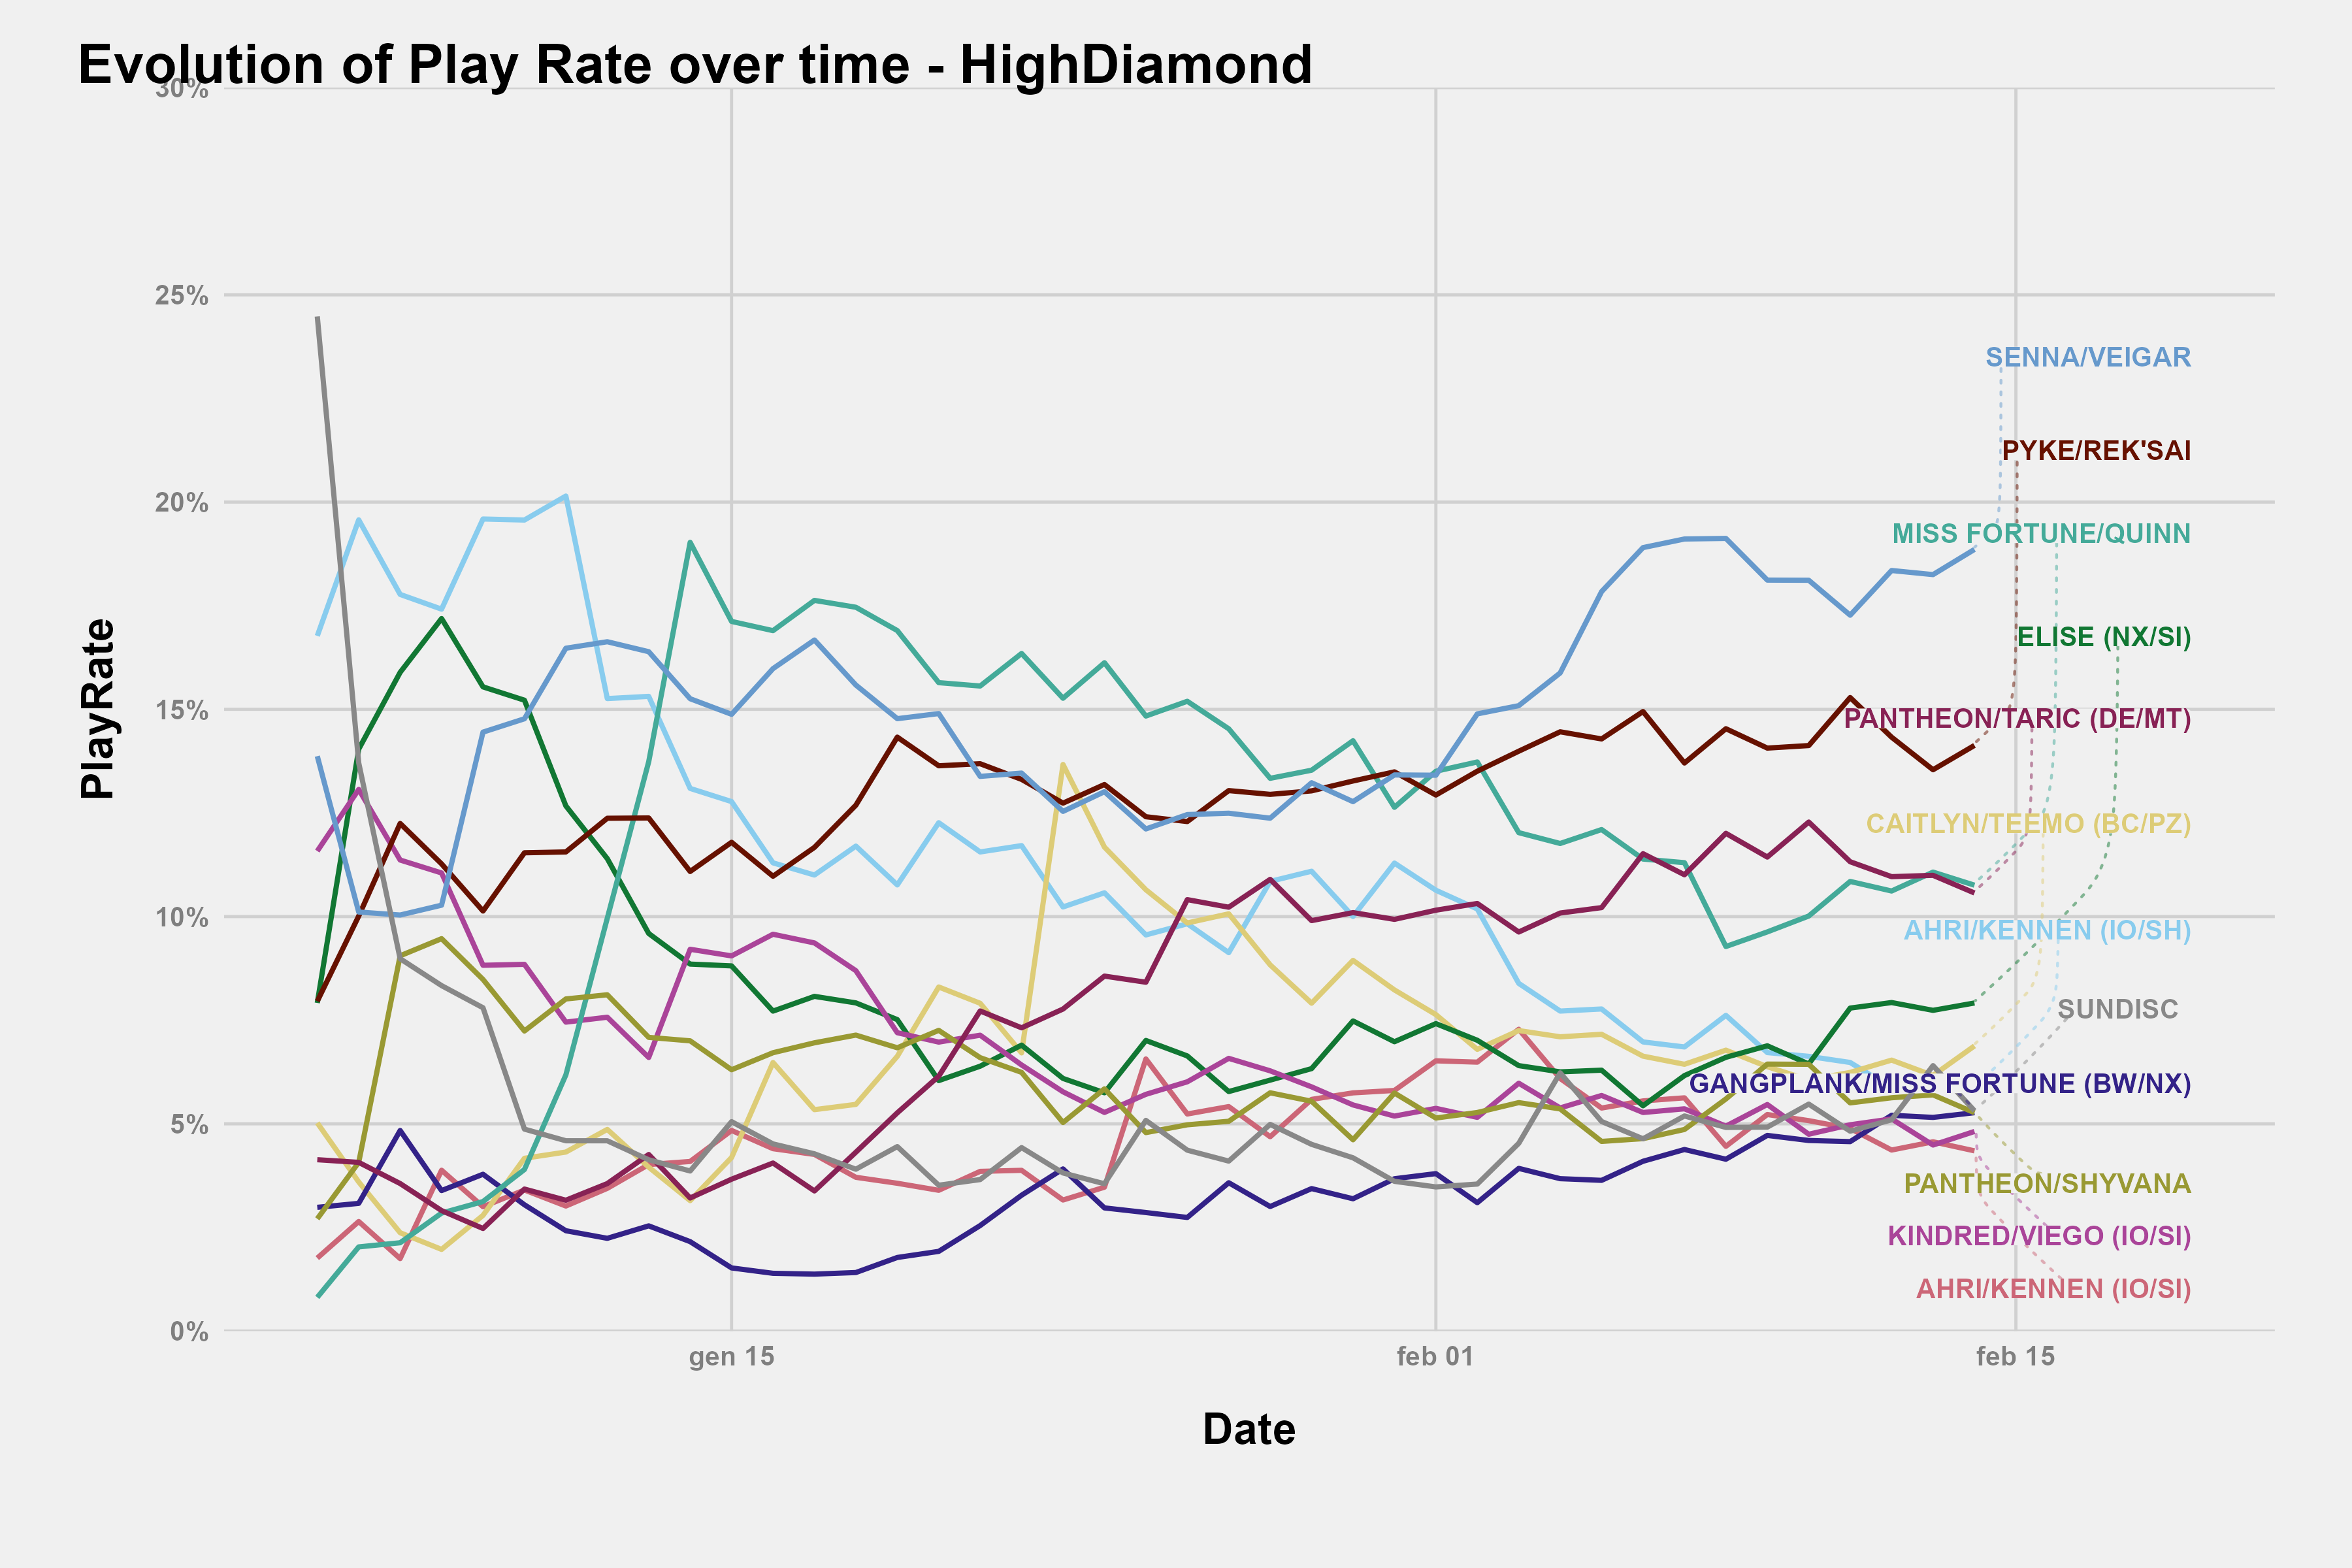 Evolution of Play Rate over time - HighDiamond
30%
25%
20%
15%
10%
5%
0%
PlayRate
SENNA/VEIGAR
PYKE/REK'SAI
MISS FORTUNE/QUINN
ELISE (NX/SI)
PANTHEON/TARIC (DE/MT)
CAITLYN/TEEMO (BC/PZ)
AHRI/KENNEN (IO/SH)
SUNDISC
GANGPLANK/MISS FORTUNE (BW/NX)
PANTHEON/SHYVANA
KINDRED/VIEGO (IO/SI)
AHRI/KENNEN (IO/SI)
gen 15
feb 01
feb 15
Date